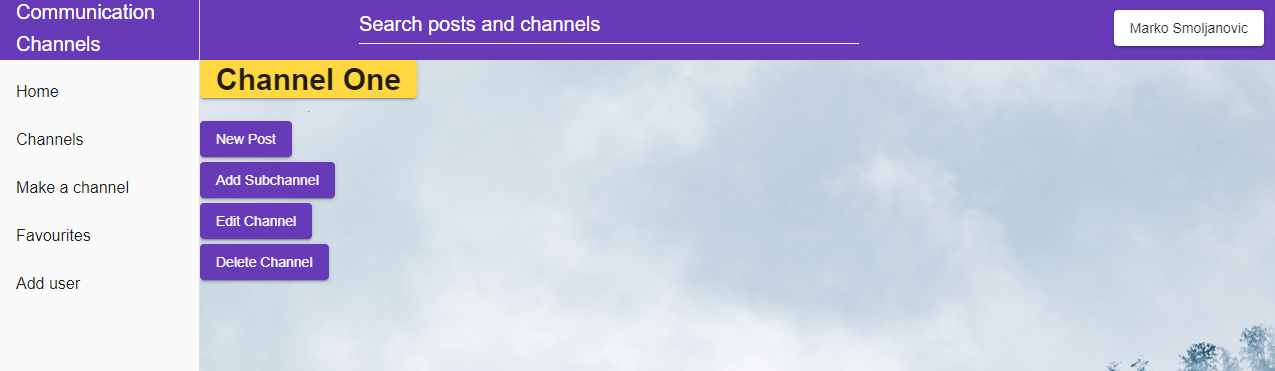 Communication
Channels
Search posts and channels
Marko Smoljanovic
Home
Channels
Make a channel
Favourites
Add user
Channel One
New Post
Add Subchannel
Edit Channel
Delete Channel